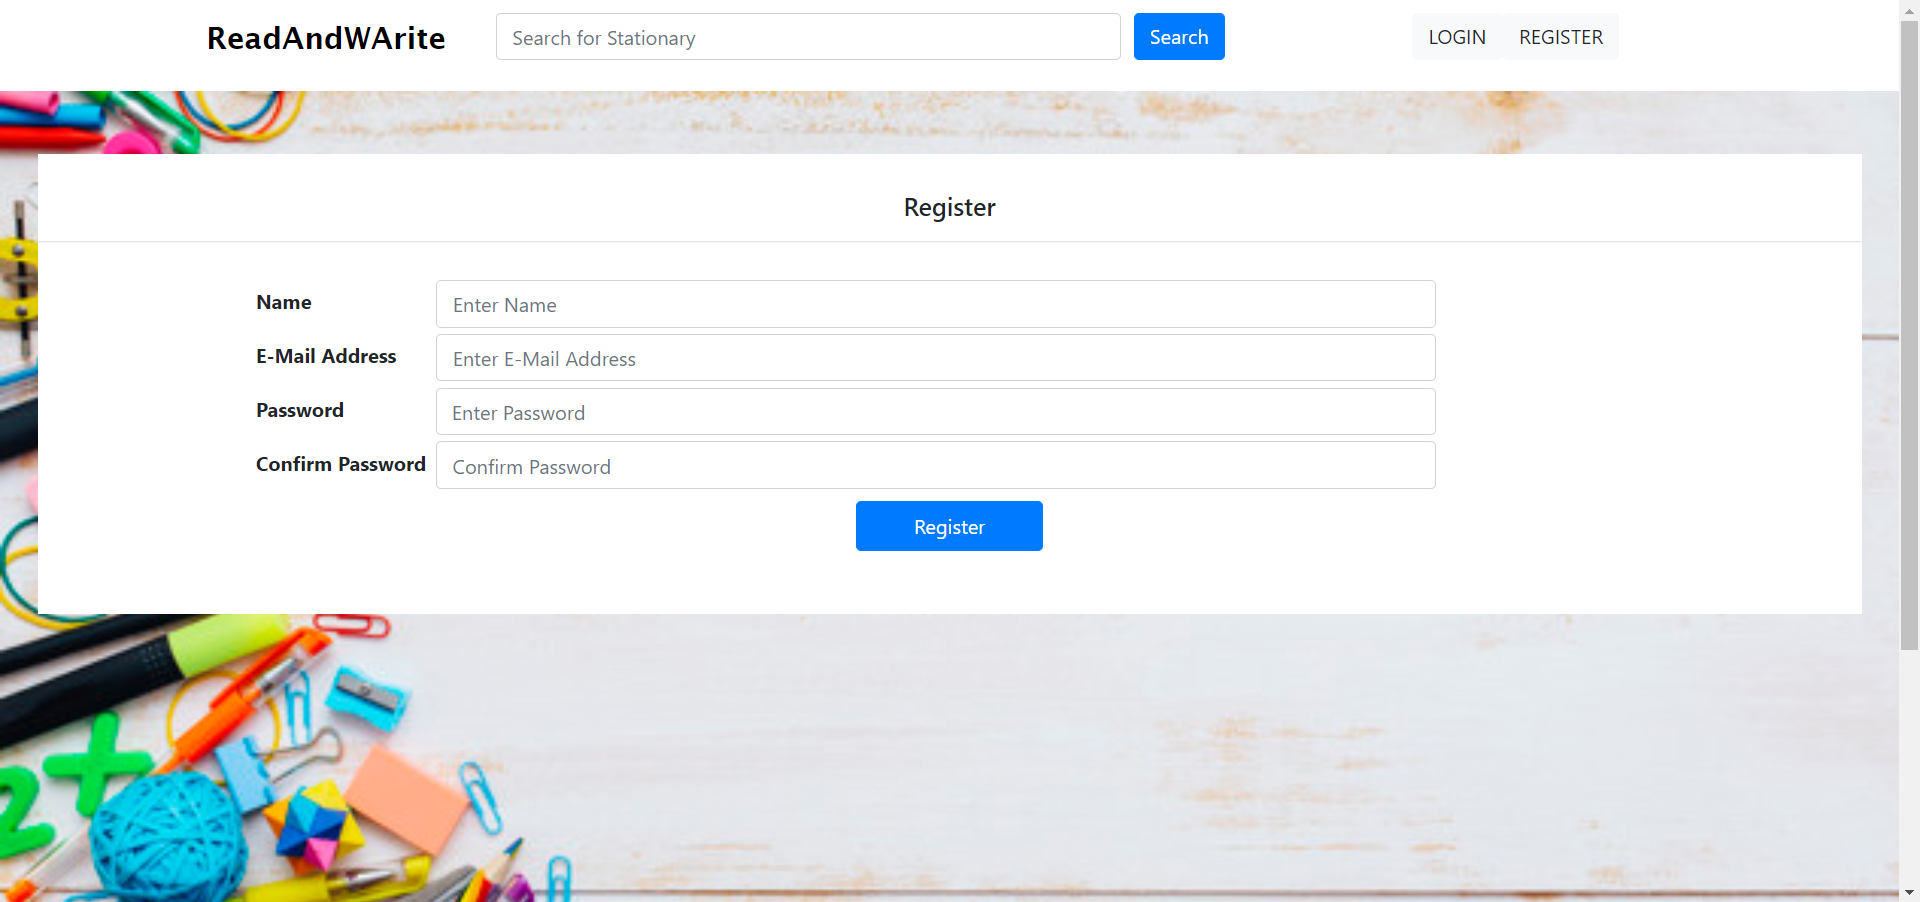 ReadAndWArite
Search for Stationary
Search
LOGIN
REGISTER
Register
Name
Enter Name
E-Mail Address
Enter E-Mail Address
Password
Enter Password
Confirm Password
Confirm Password
Register